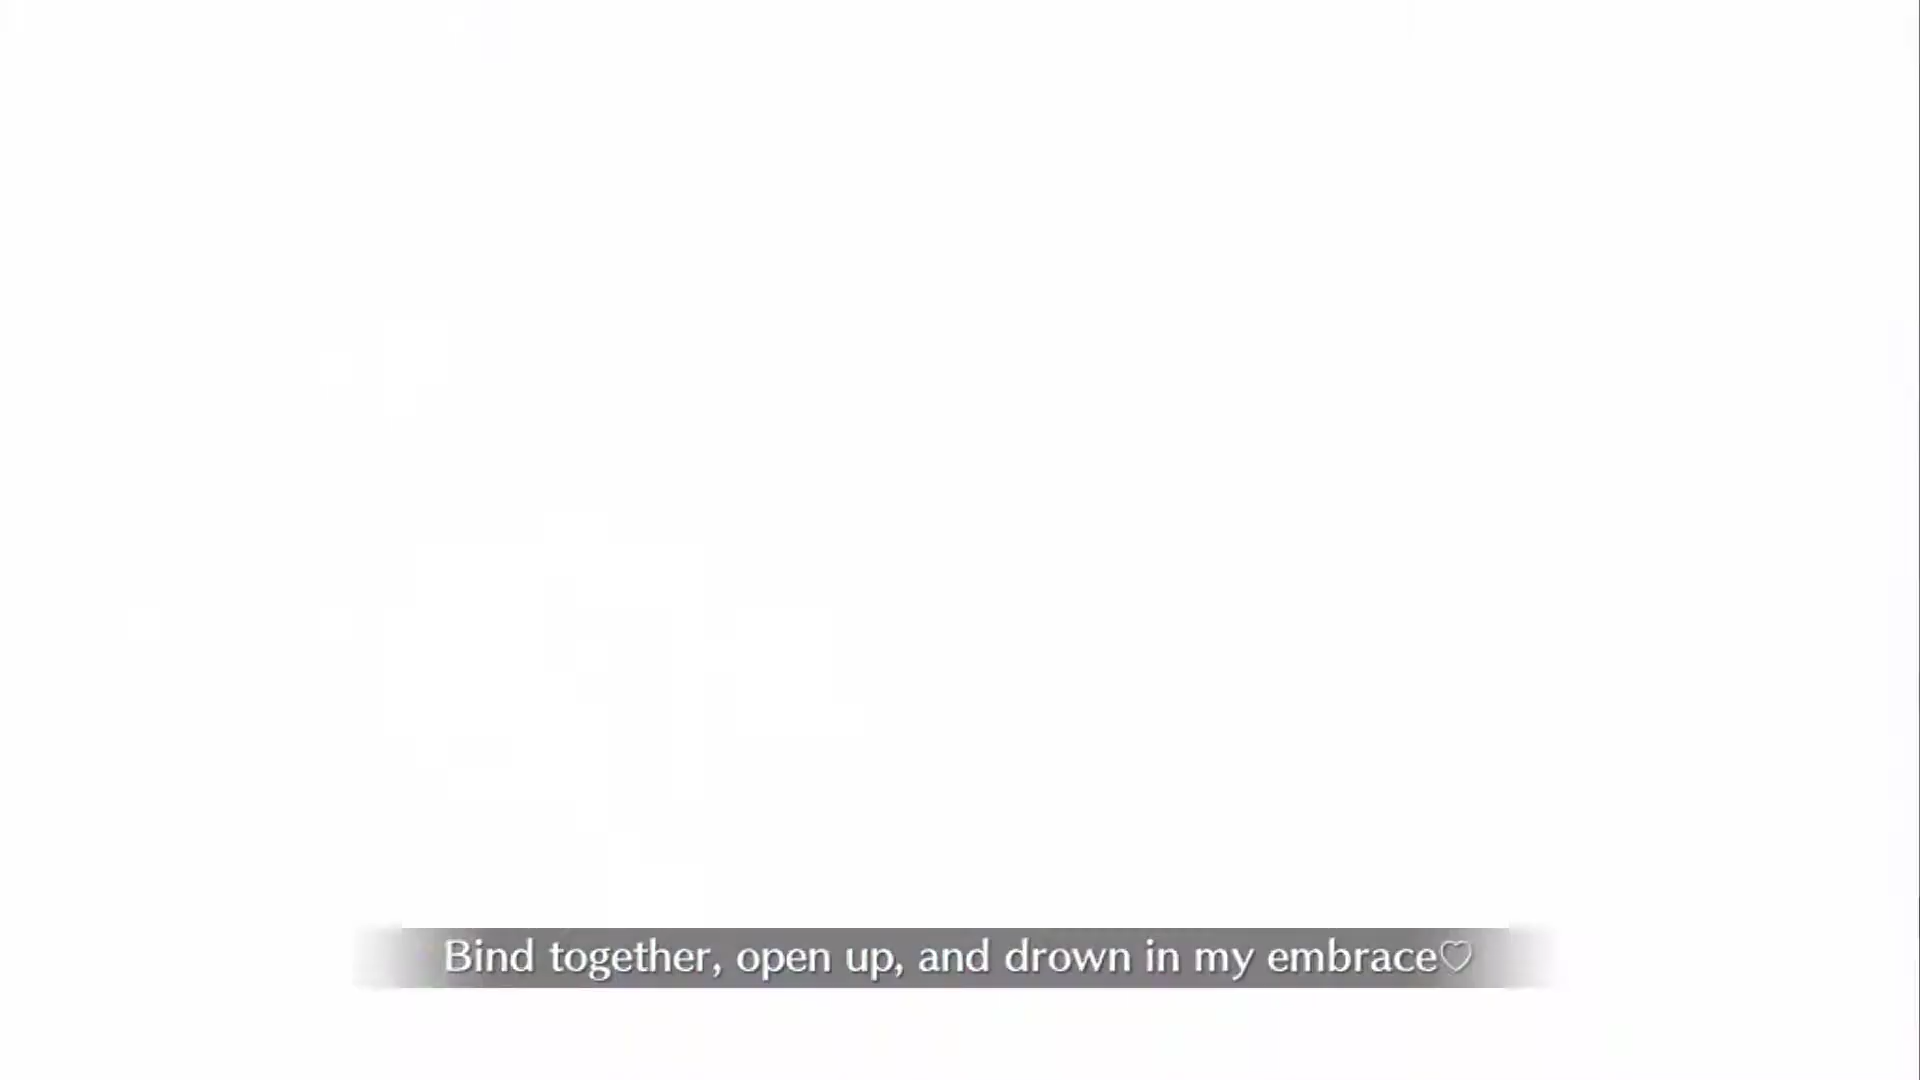 Bind together, open up, and drown in my embrace♡